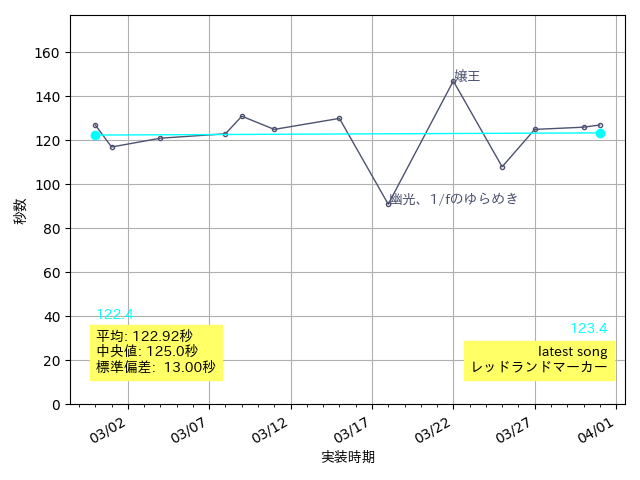 160
140
120
100
80
60
40
20
0
秒数
嬢王
幽光、1/fのゆらめき
122.4
平均: 122.92秒
中央値: 125.0秒
標準偏差: 13.00秒
123.4
latest song
レッドランドマーカー
03/02
03/07
03/12
03/17
03/22
03/27
04/01
実装時期